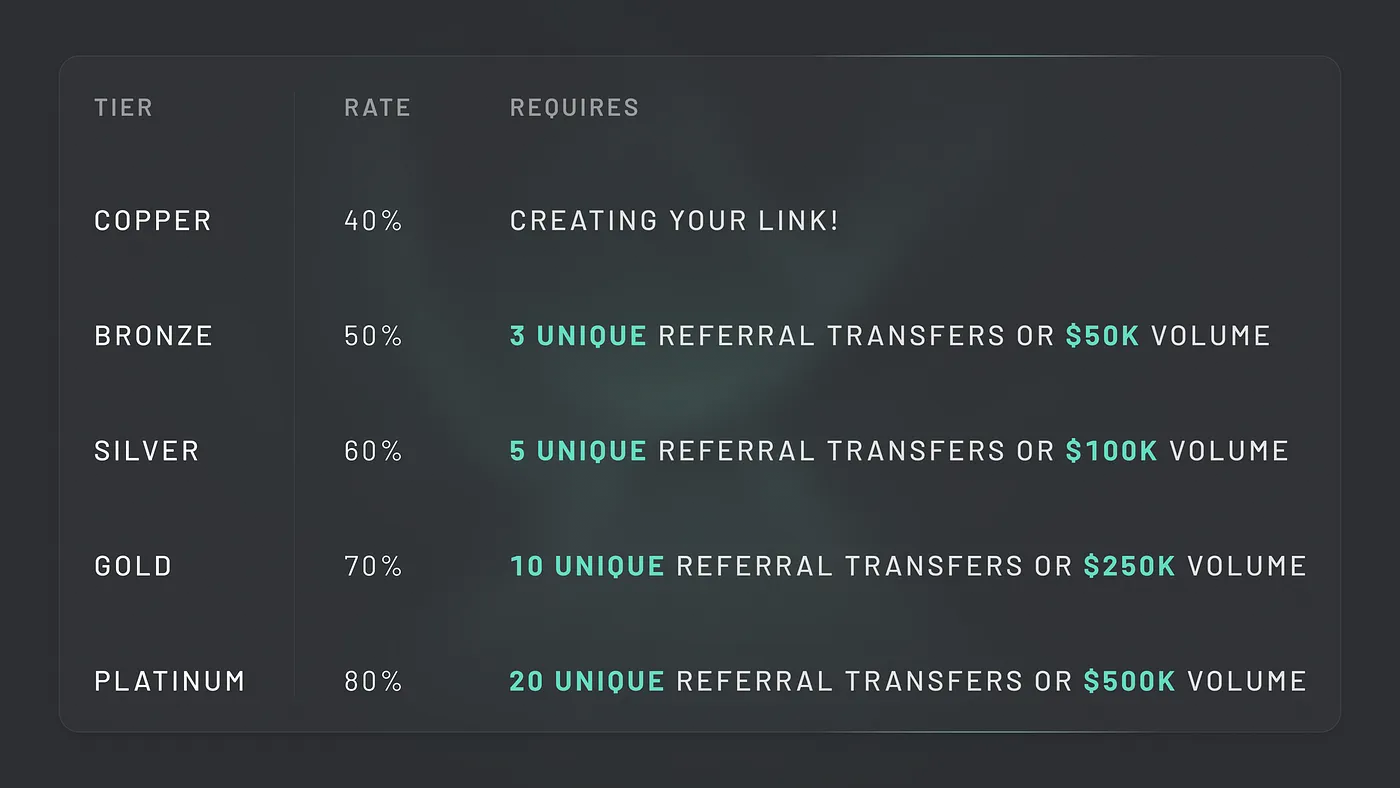 TIER RATE REQUIRES
COPPER 40% CREATING YOUR LINK!
BRONZE 50% 3 UNIQUE REFERRAL TRANSFERS OR $50K VOLUME
SILVER 60% 5 UNIQUE REFERRAL TRANSFERS OR $100K VOLUME
GOLD 70% 10 UNIQUE REFERRAL TRANSFERS OR $250K VOLUME
PLATINUM 80% 20 UNIQUE REFERRAL TRANSFERS OR $500K VOLUME